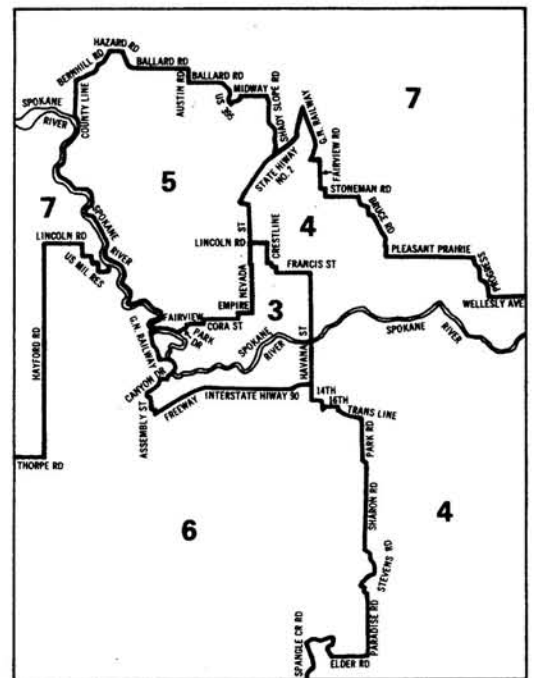 HAZARD RD
BERNHILL RD
BALLARD RD
AUSTIN RD
BALLARD RD
US 395
MIDWAY
SHADY SLOPE RD
SPOKANE
RIVER
COUNTY LINE
7
G.N. RAILWAY
FAIRVIEW RD
STATE HIWAY
NO. 2
5
STONEMAN RD
BRUCE RD
7
SPOKANE
RIVER
4
LINCOLN RD
US MIL RES
LINCOLN RD
CRESTLINE
PLEASANT PRAIRIE
PROGRESS
FRANCIS ST
NEVADA ST
WELLESLY AVE
EMPIRE
3
FAIRVIEW
CORA ST
PARK
DR
G.N. RAILWAY
SPOKANE
RIVER
SPOKANE
RIVER
HAYFORD RD
CANYON DR
HAVANA ST
ASSEMBLY ST
FREEWAY
INTERSTATE HIWAY 90
14TH
16TH
TRANS LINE
THORPE RD
PARK RD
6
SHARON RD
4
STEVENS RD
PARADISE RD
SPANGLE CR RD
ELDER RD